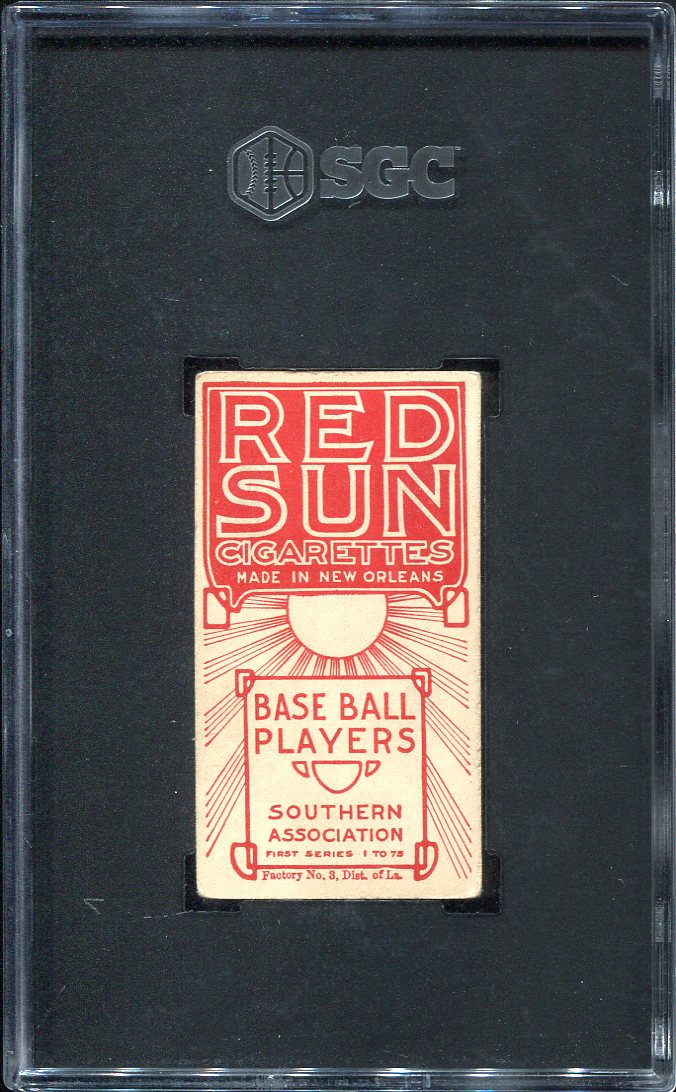 SGC
RED
SUN
CIGARETTES
MADE IN NEW ORLEANS
BASE BALL
PLAYERS
SOUTHERN
ASSOCIATION
FIRST SERIES 1 TO 75
Factory No. 3, Dist. of La.